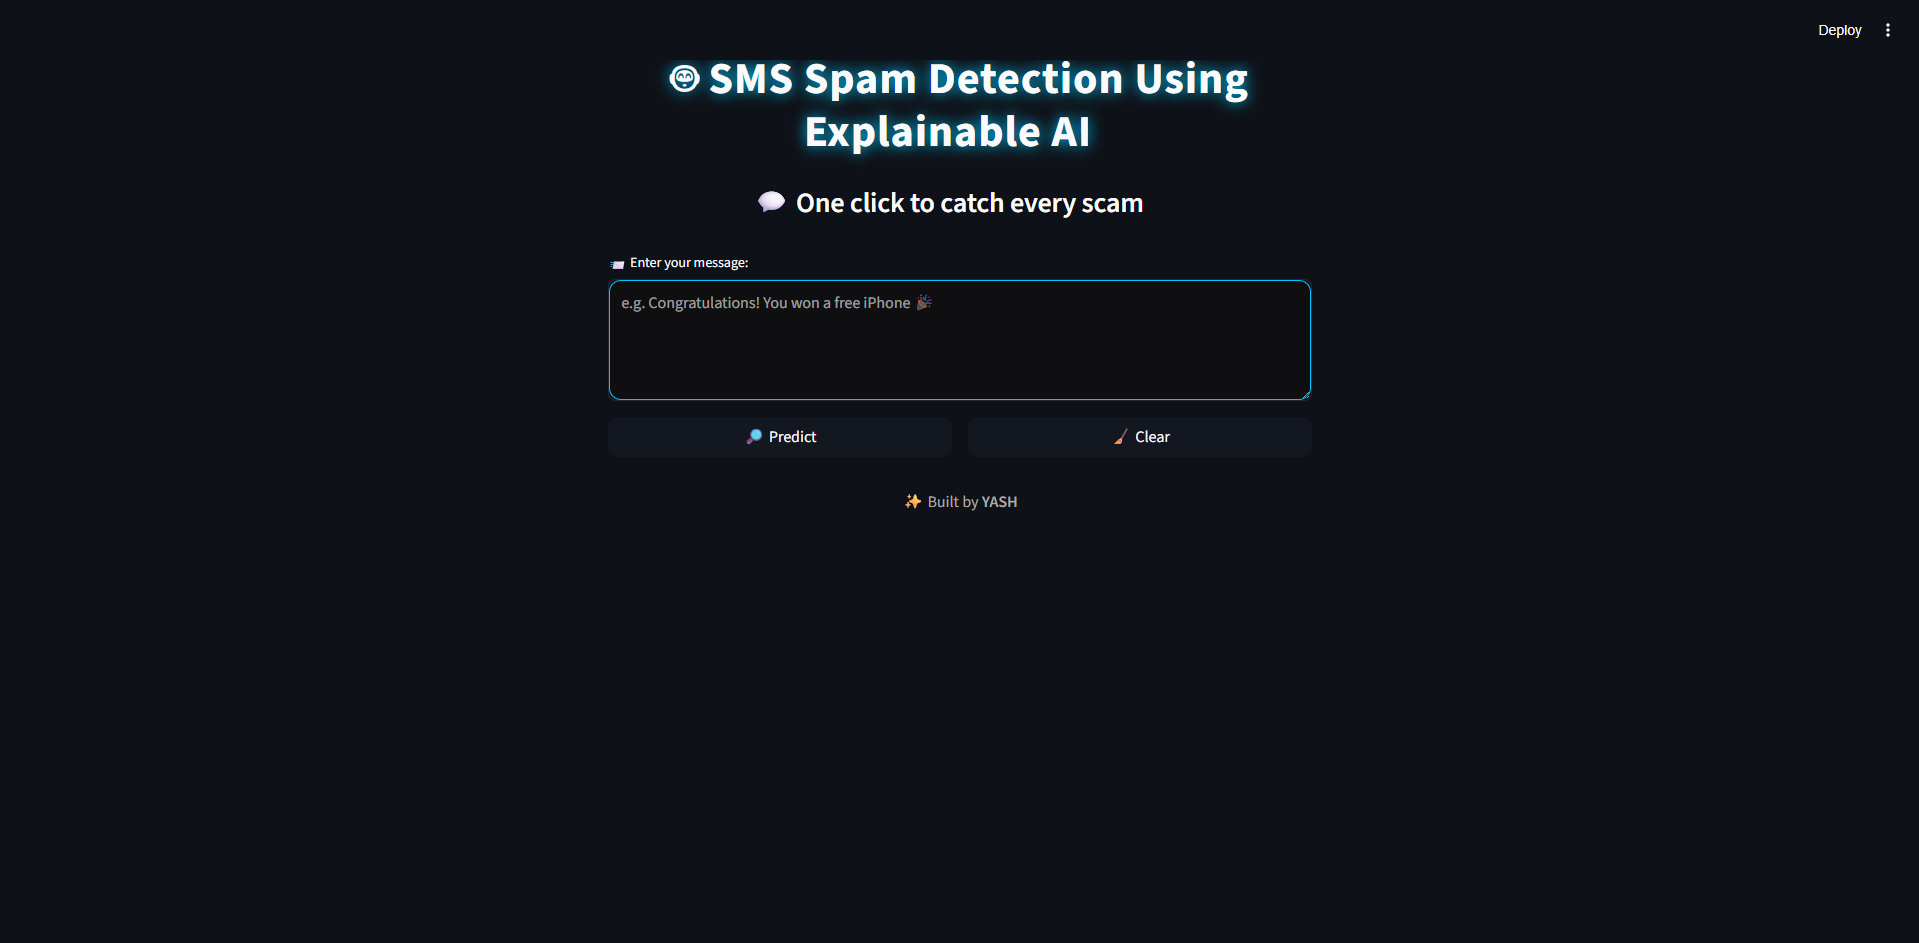 Deploy
SMS Spam Detection Using
Explainable AI
One click to catch every scam
Enter your message:
e.g. Congratulations! You won a free iPhone 🎉
Predict
Clear
Built by YASH